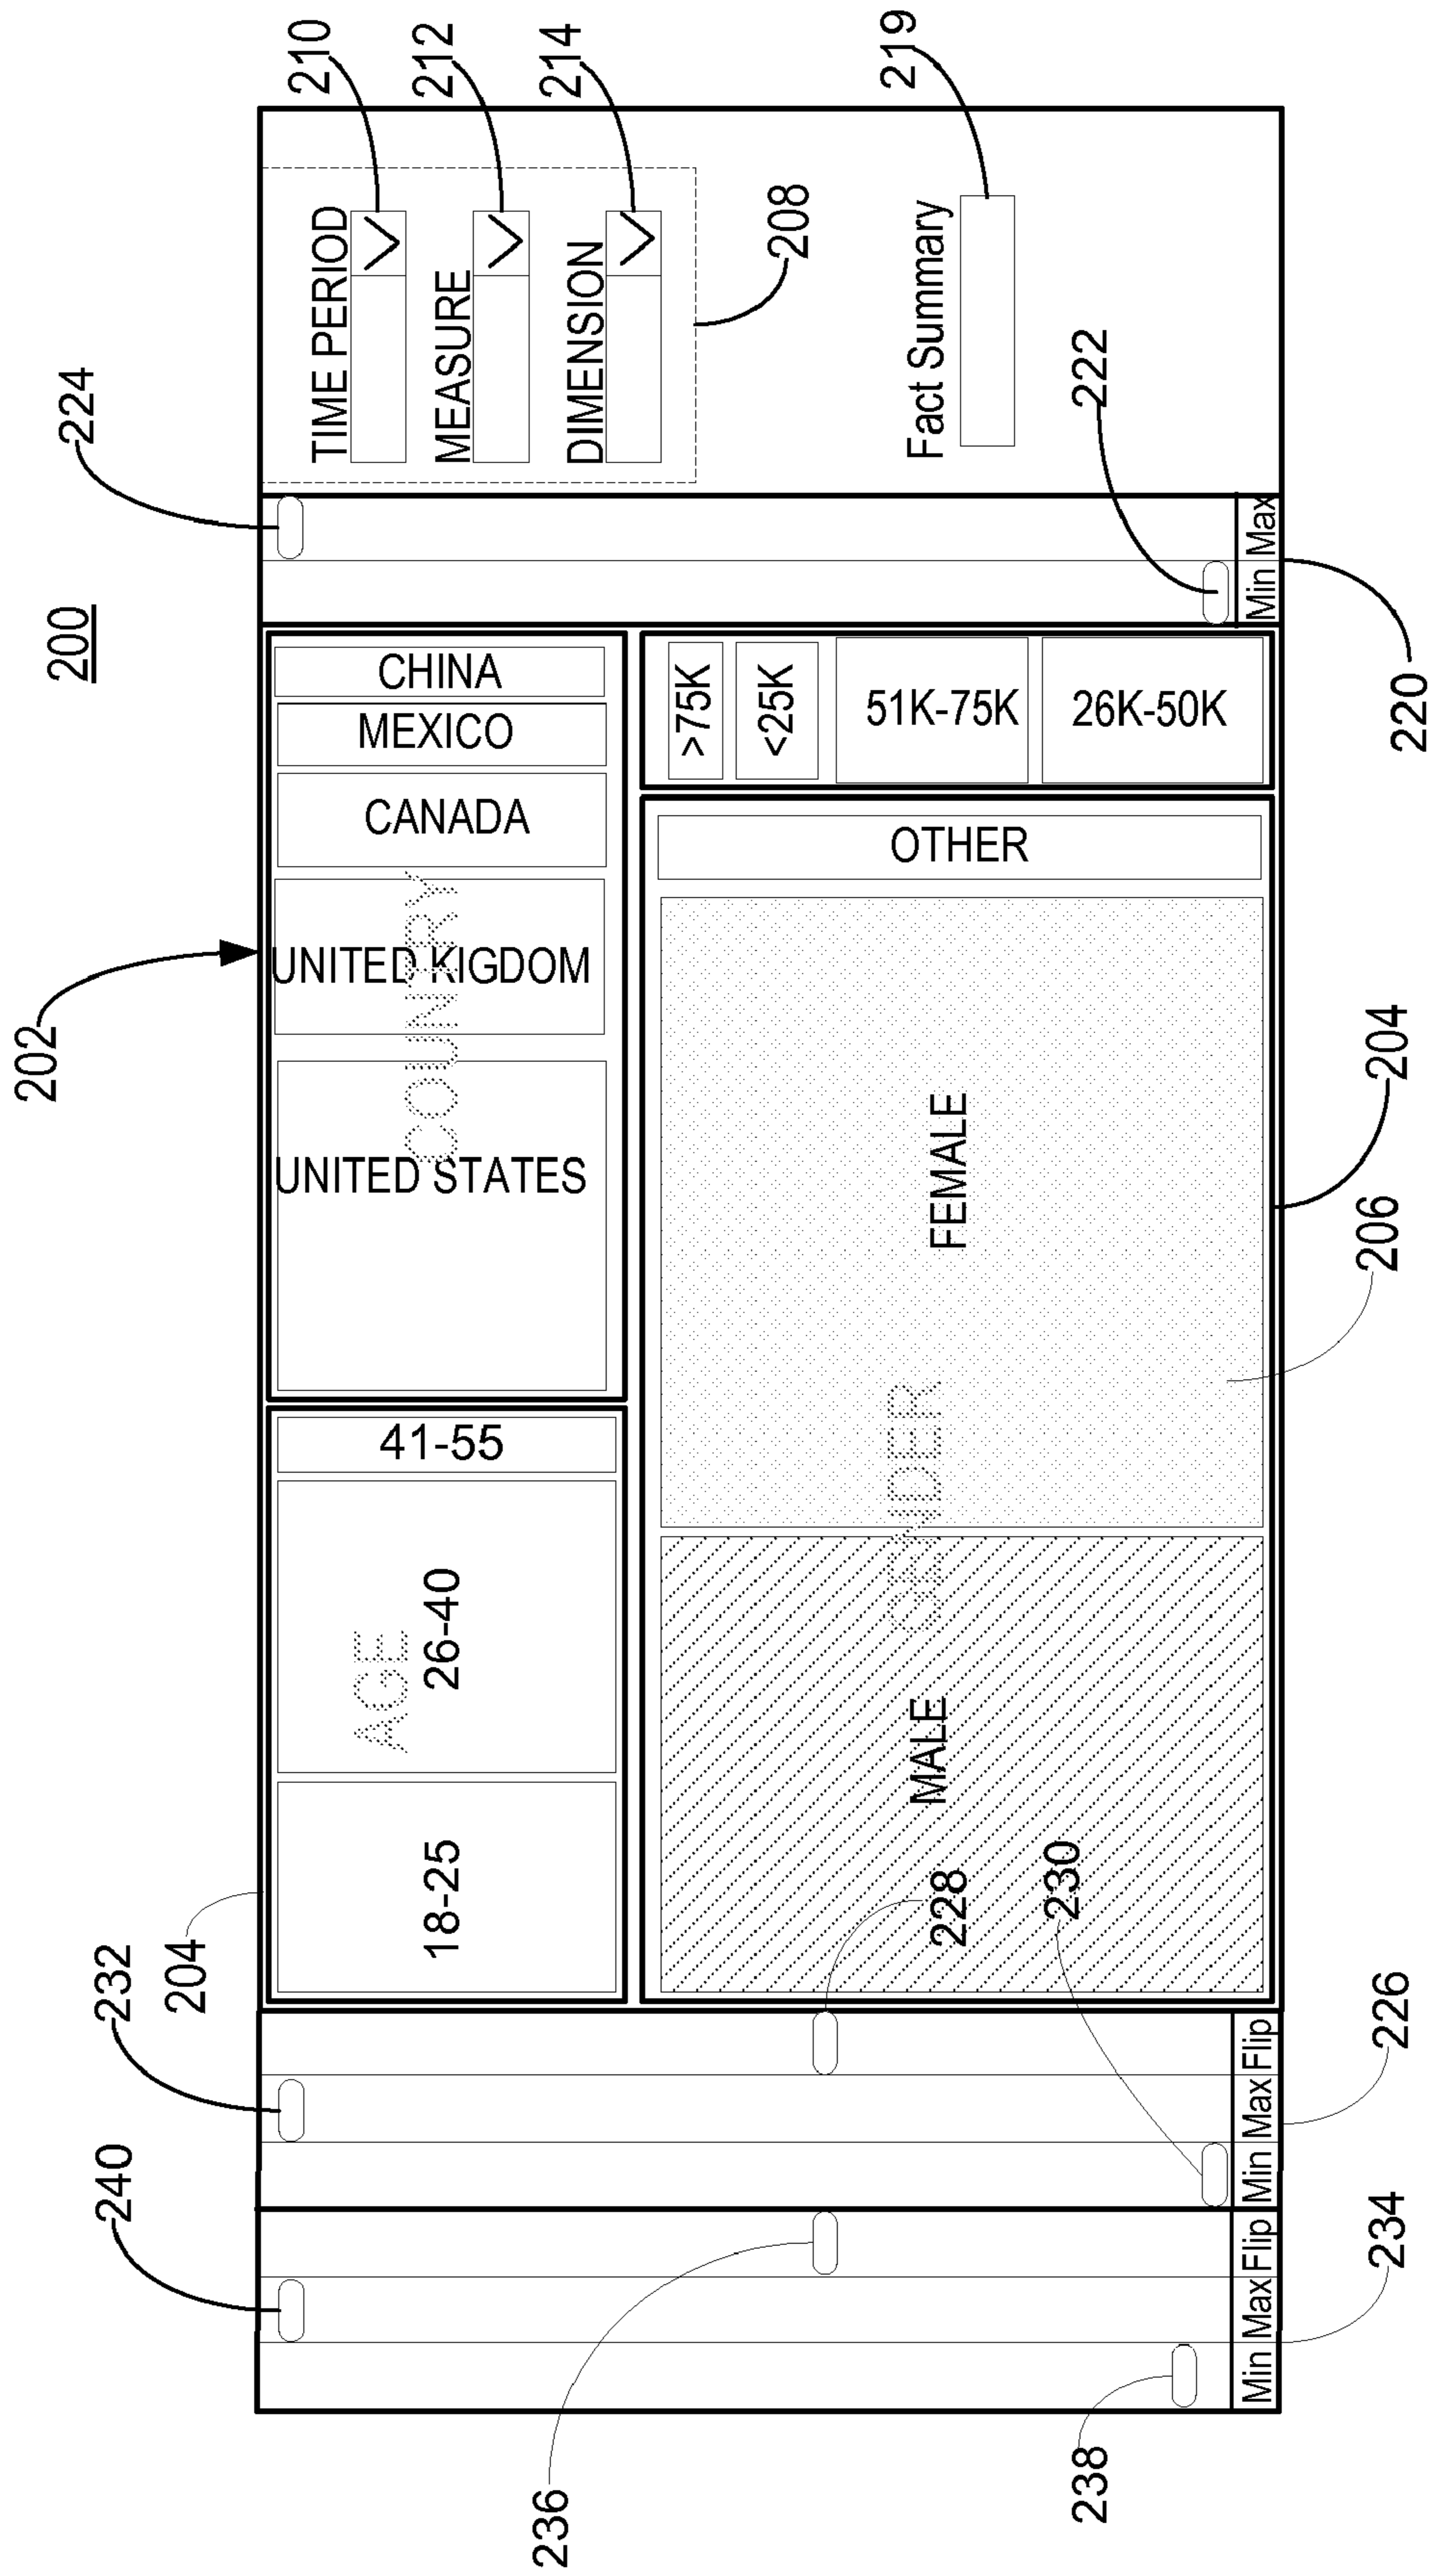 200
202
224
210
212
214
219
204
232
240
TIME PERIOD
MEASURE
DIMENSION
208
Fact Summary
222
AGE
18-25
26-40
41-55
COUNTRY
UNITED STATES
UNITED KIGDOM
CANADA
MEXICO
CHINA
GENDER
MALE
FEMALE
OTHER
>75K
<25K
51K-75K
26K-50K
228
230
Min Max Flip
Min Max Flip
Min Max
236
238
234
226
206
204
220